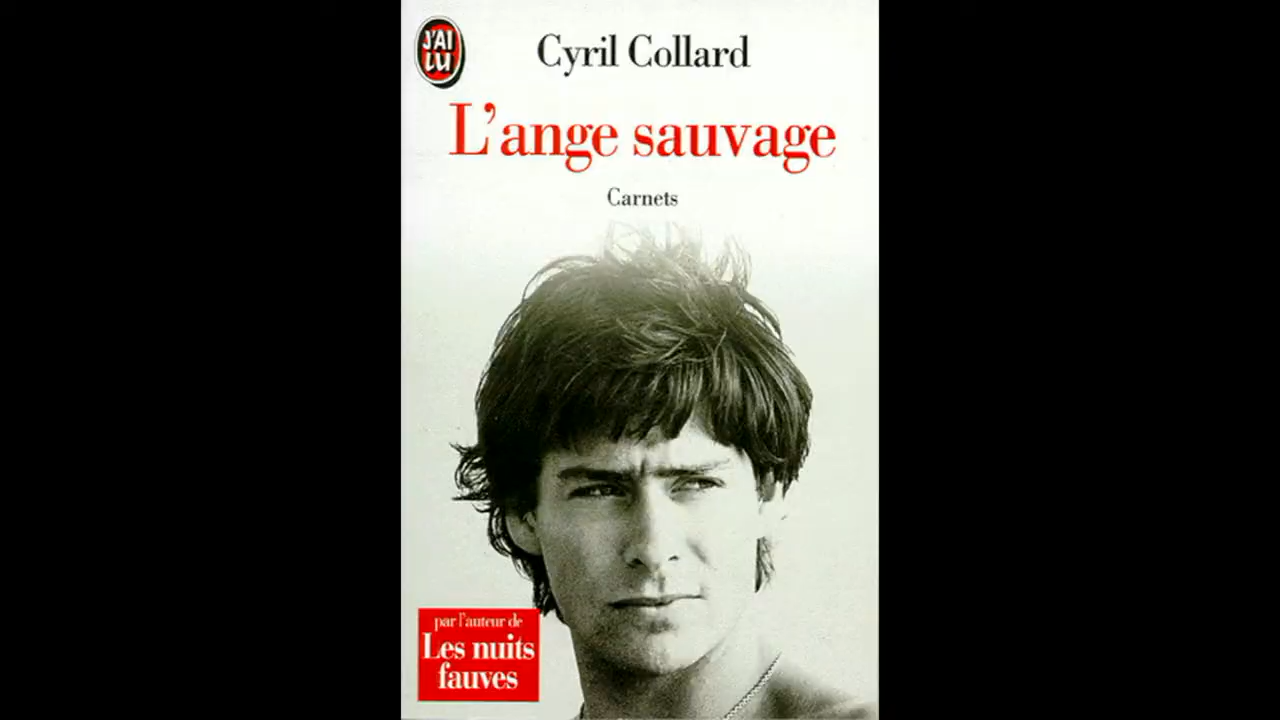 J'AI
LU
Cyril Collard
L'ange sauvage
Carnets
par l'auteur de
Les nuits
fauves